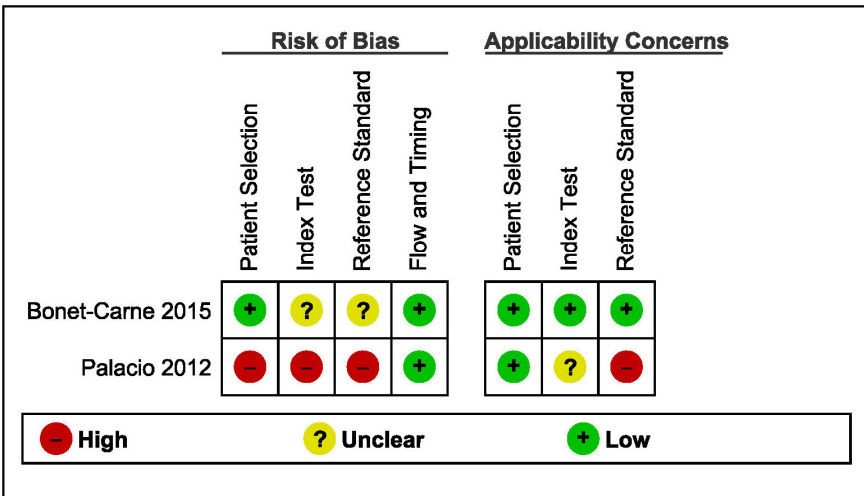 Risk of Bias
Applicability Concerns
Patient Selection
Index Test
Reference Standard
Flow and Timing
Patient Selection
Index Test
Reference Standard
Bonet-Carne 2015 + ? ? + + + +
Palacio 2012 – – – + + ? –
– High ? Unclear + Low